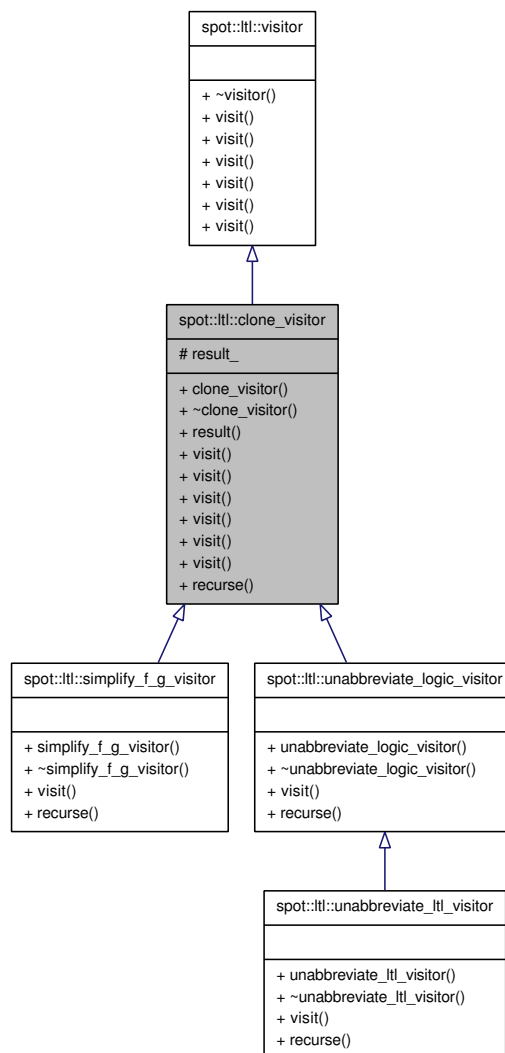 spot::ltl::visitor
+ ~visitor()
+ visit()
+ visit()
+ visit()
+ visit()
+ visit()
+ visit()
spot::ltl::clone_visitor
# result_
+ clone_visitor()
+ ~clone_visitor()
+ result()
+ visit()
+ visit()
+ visit()
+ visit()
+ visit()
+ visit()
+ recurse()
spot::ltl::simplify_f_g_visitor
+ simplify_f_g_visitor()
+ ~simplify_f_g_visitor()
+ visit()
+ recurse()
spot::ltl::unabbreviate_logic_visitor
+ unabbreviate_logic_visitor()
+ ~unabbreviate_logic_visitor()
+ visit()
+ recurse()
spot::ltl::unabbreviate_ltl_visitor
+ unabbreviate_ltl_visitor()
+ ~unabbreviate_ltl_visitor()
+ visit()
+ recurse()